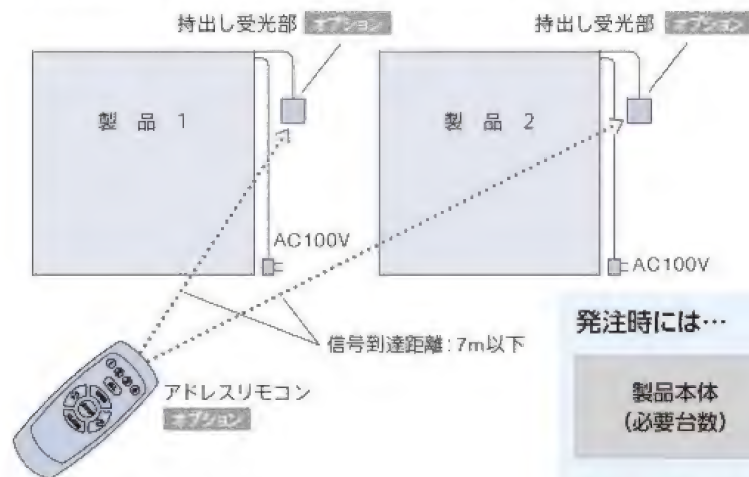 持出し受光部 オプション
持出し受光部 オプション
製品 1
製品 2
AC100V
AC100V
信号到達距離:7m以下
アドレスリモコン
オプション
発注時には…
製品本体
(必要台数)